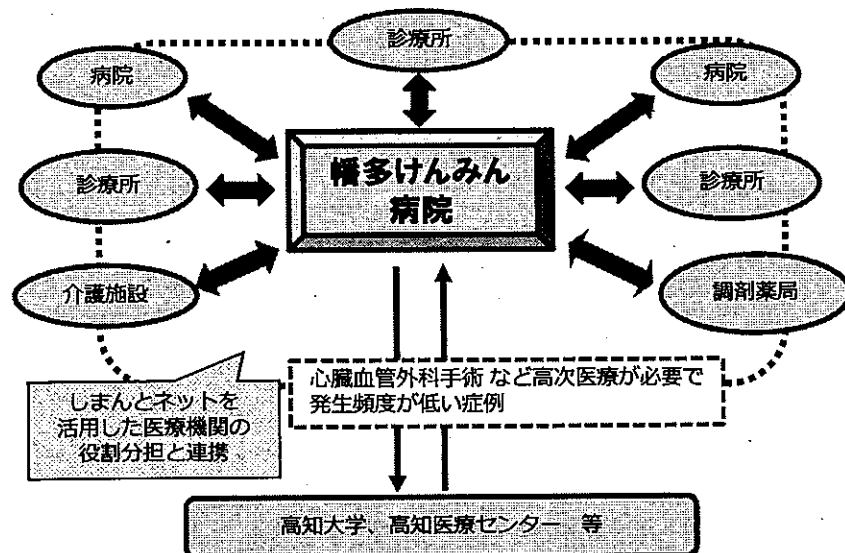 診療所
病院
病院
幡多けんみん
病院
診療所
診療所
介護施設
調剤薬局
心臓血管外科手術 など高次医療が必要で
発生頻度が低い症例
しまんとネットを
活用した医療機関の
役割分担と連携
高知大学、高知医療センター 等